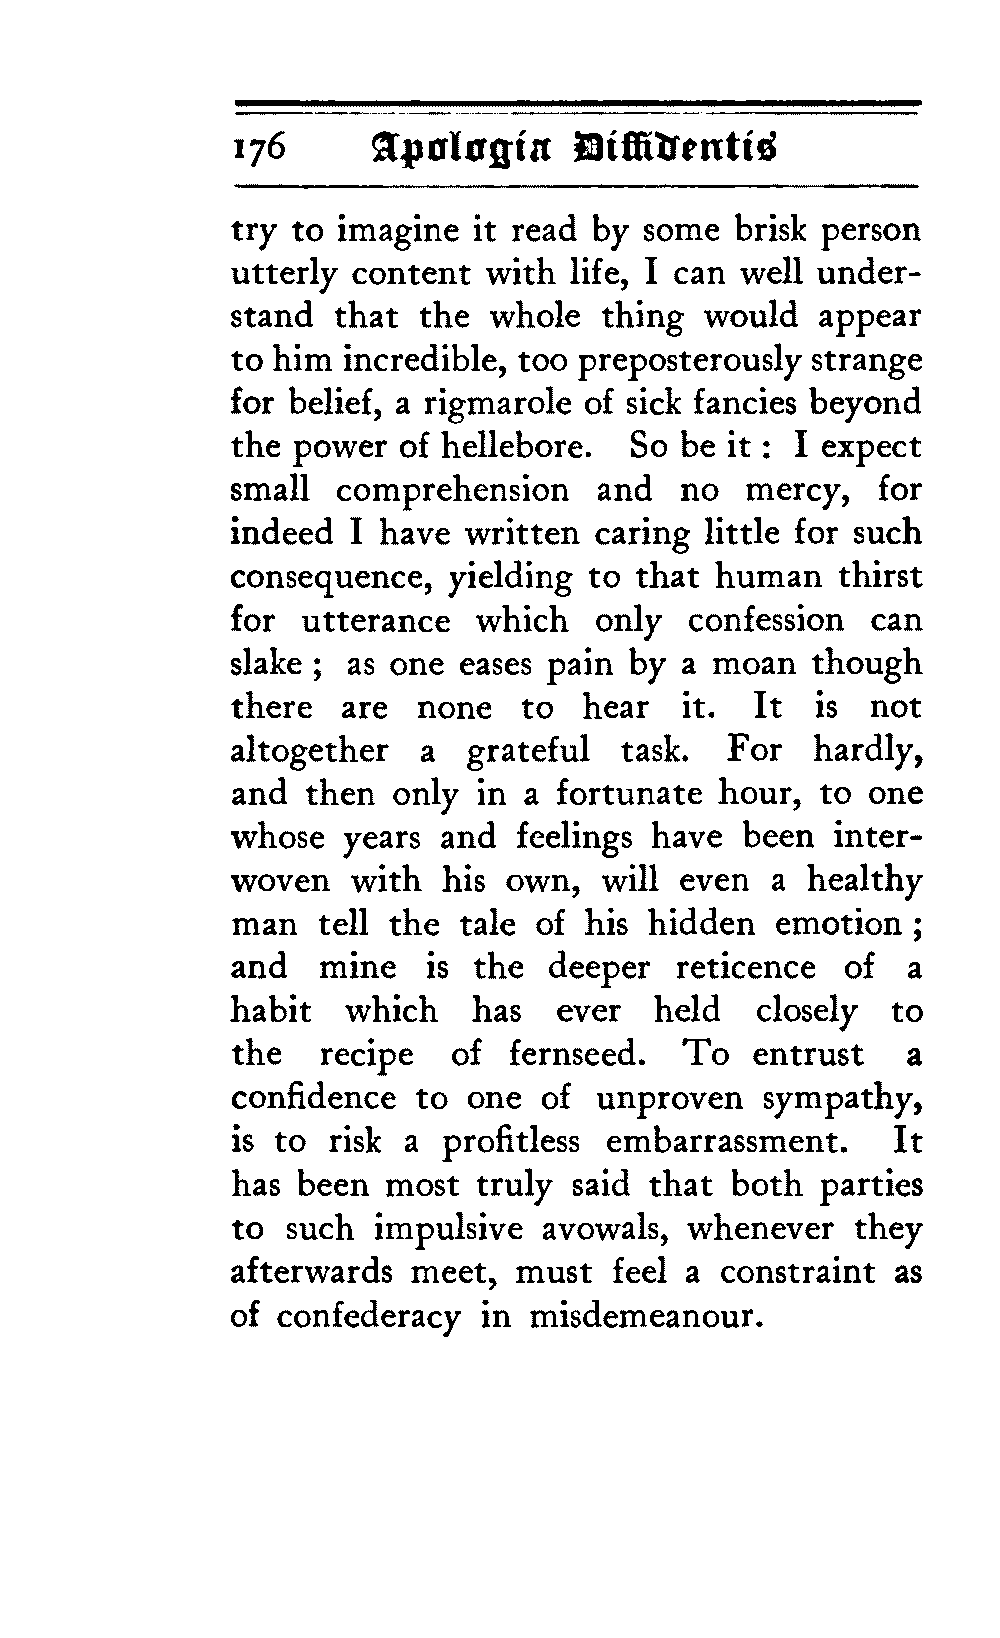 176 Apologia Diffidentis
try to imagine it read by some brisk person
utterly content with life, I can well under-
stand that the whole thing would appear
to him incredible, too preposterously strange
for belief, a rigmarole of sick fancies beyond
the power of hellebore. So be it : I expect
small comprehension and no mercy, for
indeed I have written caring little for such
consequence, yielding to that human thirst
for utterance which only confession can
slake ; as one eases pain by a moan though
there are none to hear it. It is not
altogether a grateful task. For hardly,
and then only in a fortunate hour, to one
whose years and feelings have been inter-
woven with his own, will even a healthy
man tell the tale of his hidden emotion ;
and mine is the deeper reticence of a
habit which has ever held closely to
the recipe of fernseed. To entrust a
confidence to one of unproven sympathy,
is to risk a profitless embarrassment. It
has been most truly said that both parties
to such impulsive avowals, whenever they
afterwards meet, must feel a constraint as
of confederacy in misdemeanour.